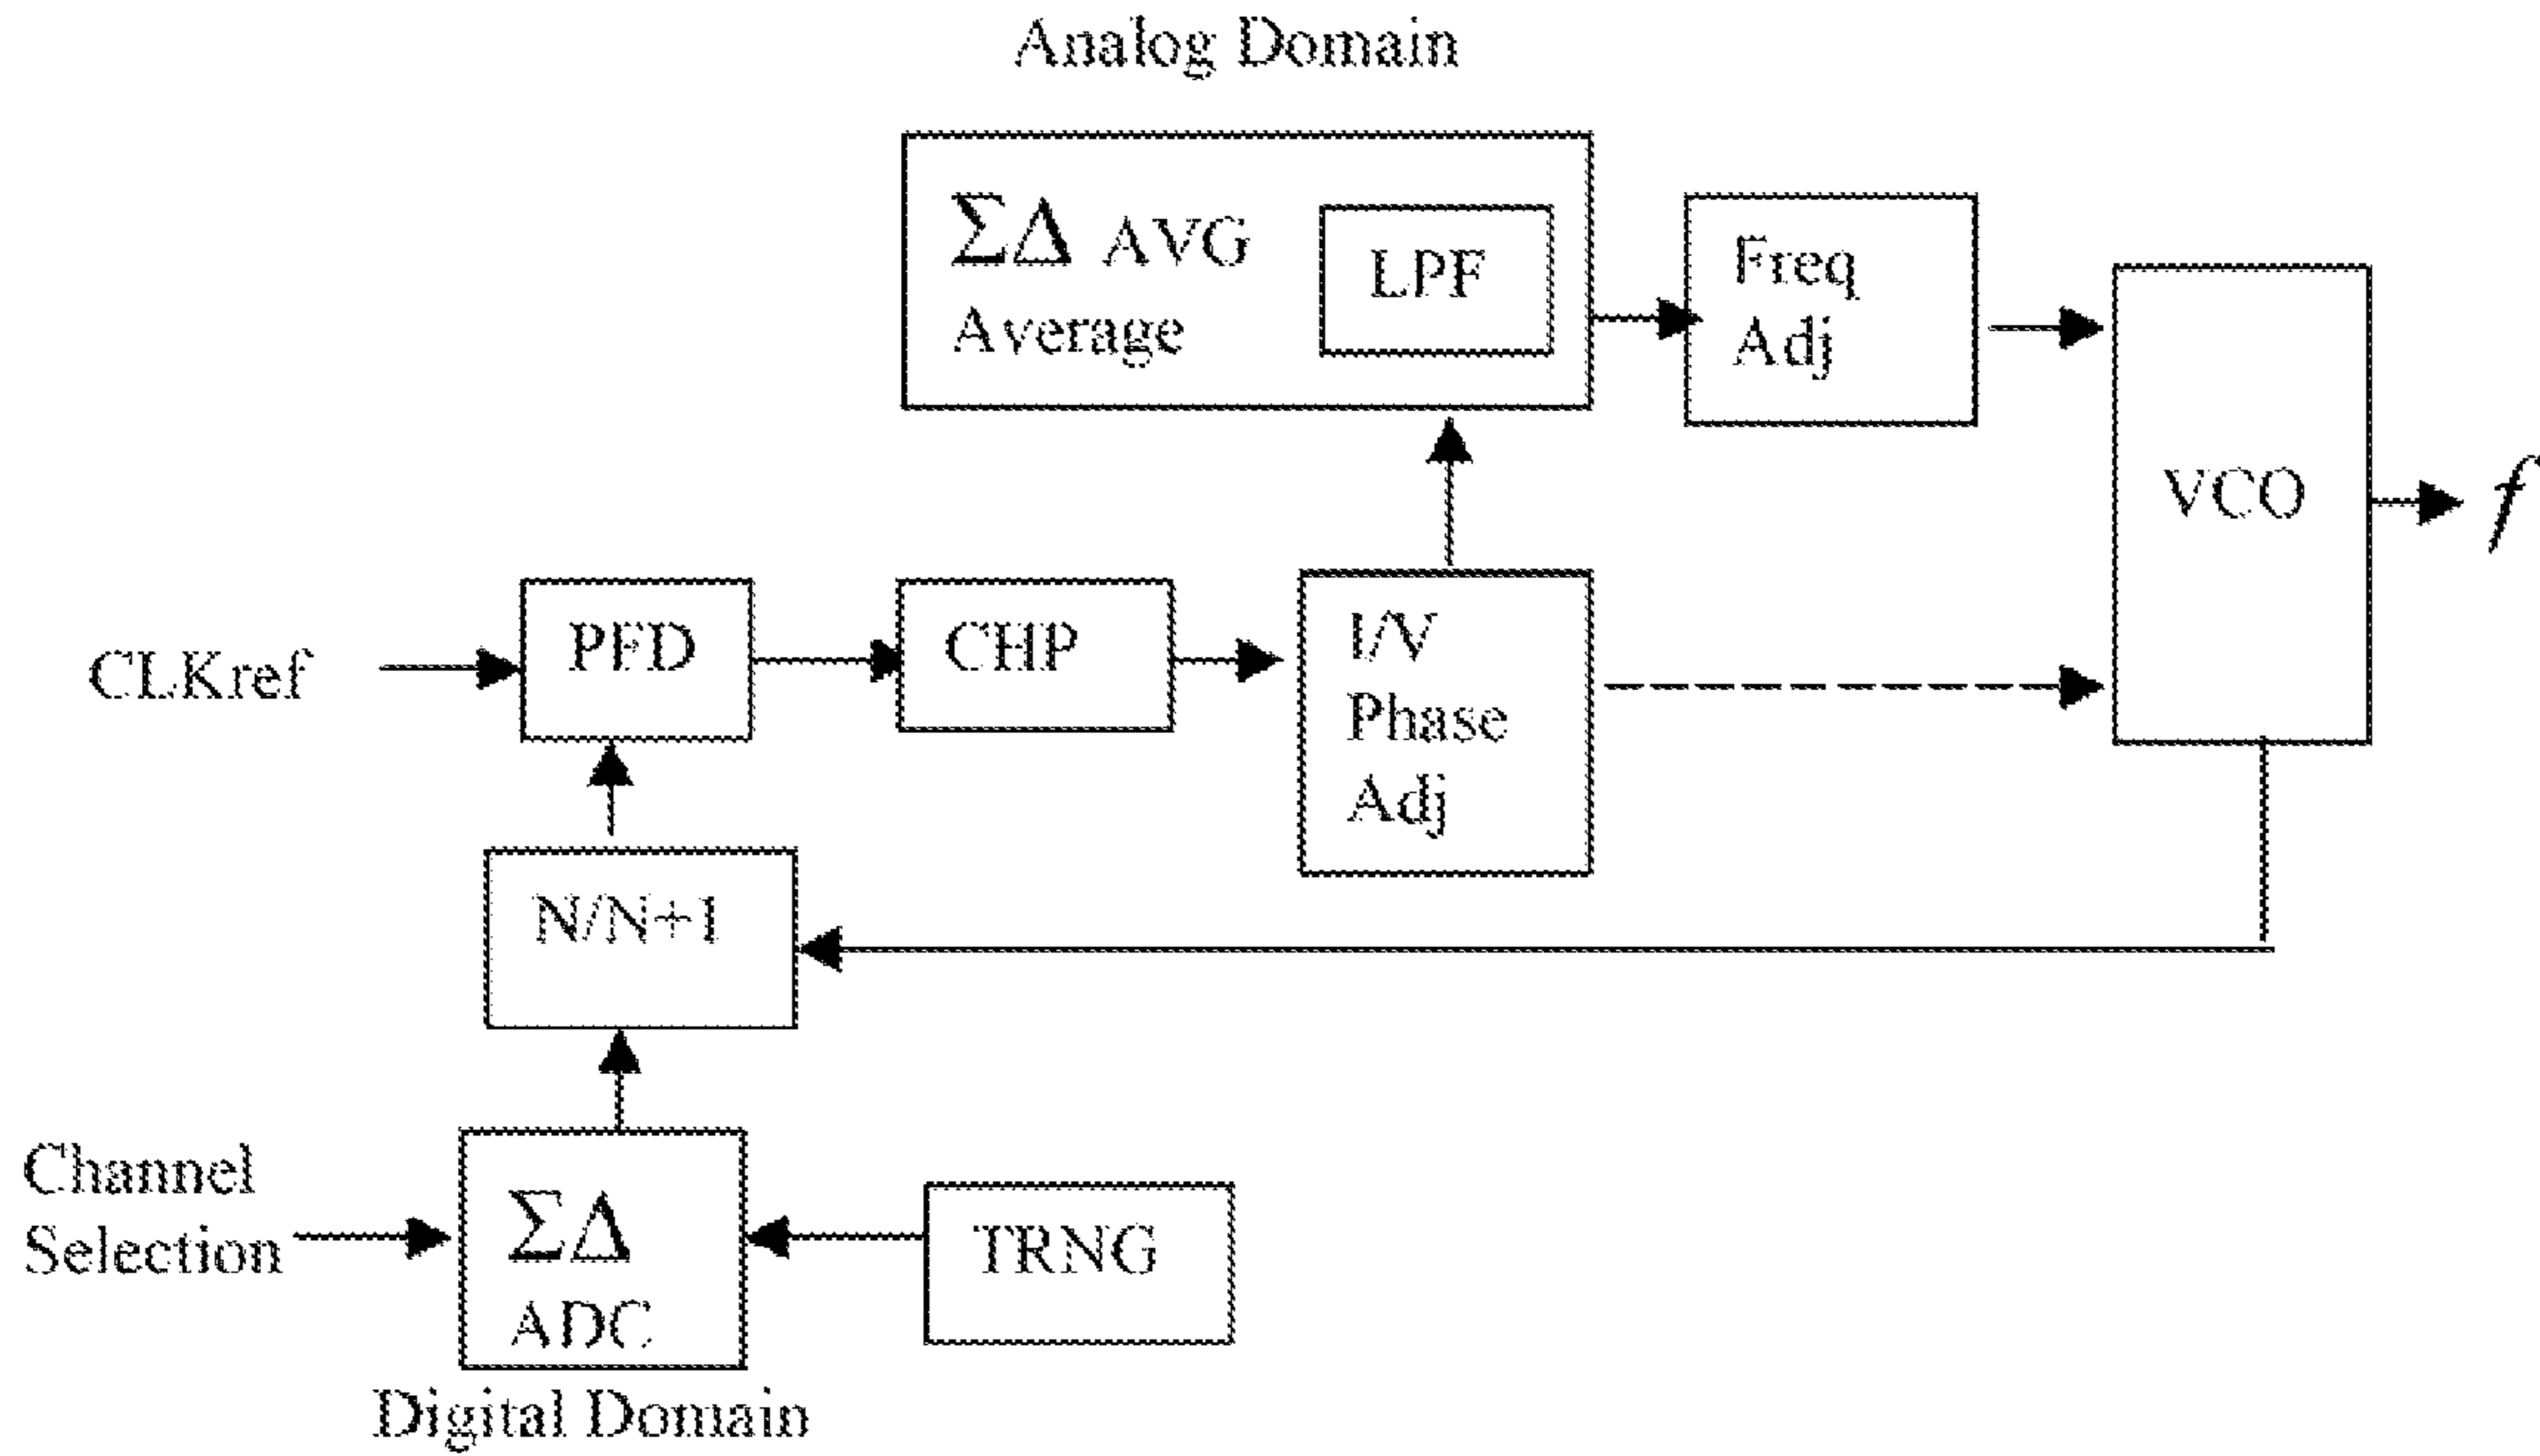 Analog Domain
ΣΔ AVG
Average
LPF
Freq
Adj
VCO
f
CLKref
PFD
CHP
I/V
Phase
Adj
N/N+1
Channel
Selection
ΣΔ
ADC
TRNG
Digital Domain